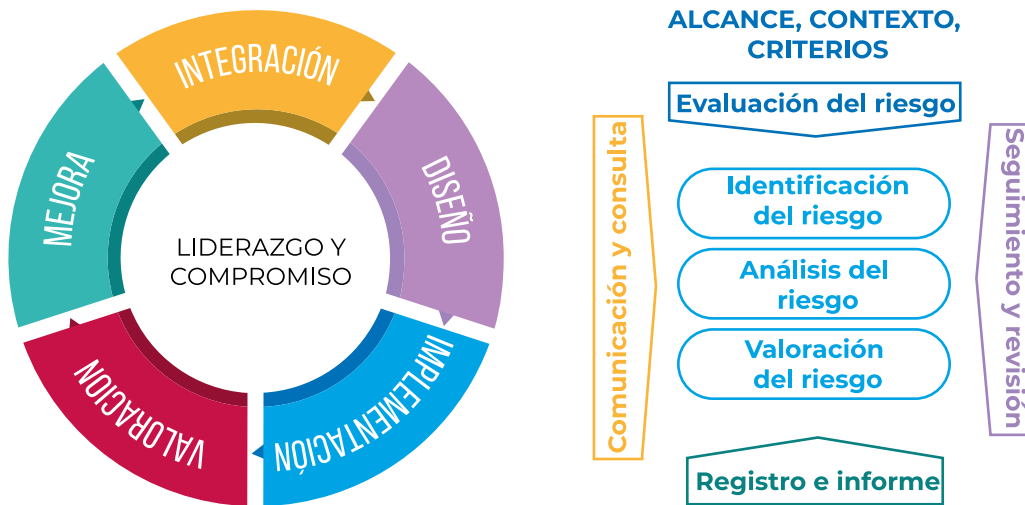 INTEGRACIÓN
DISEÑO
IMPLEMENTACIÓN
VALORACION
MEJORA
LIDERAZGO Y
COMPROMISO
ALCANCE, CONTEXTO,
CRITERIOS
Evaluación del riesgo
Comunicación y consulta
Identificación
del riesgo
Análisis del
riesgo
Valoración
del riesgo
Seguimiento y revisión
Registro e informe